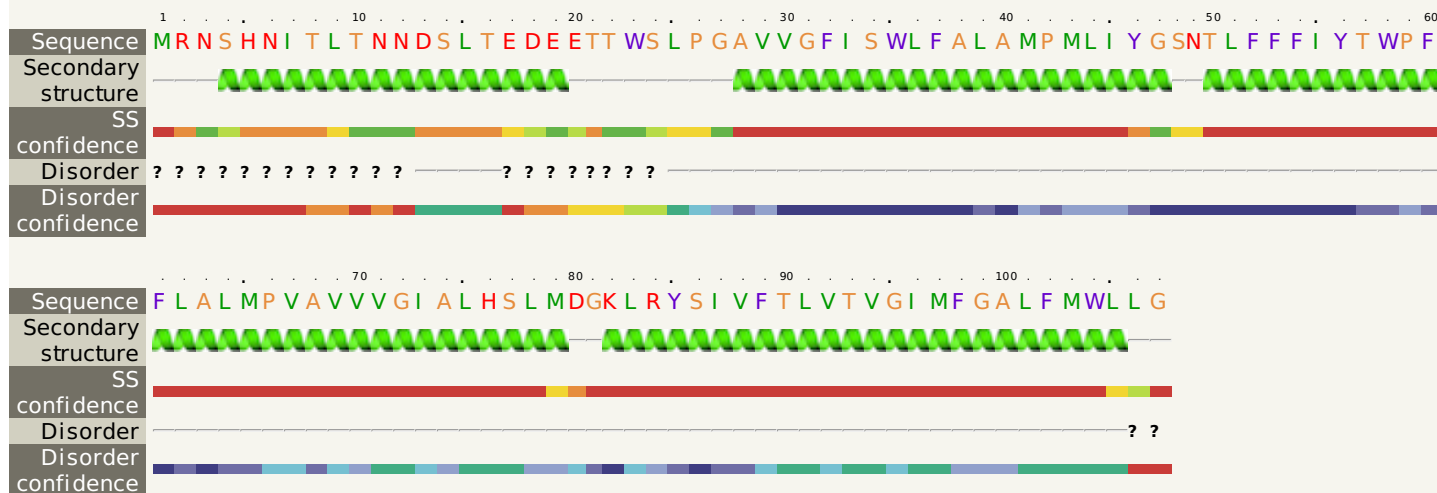 1 . . . . . . . . 10 . . . . . . . . . 20 . . . . . . . . . 30 . . . . . . . . . 40 . . . . . . . . . 50 . . . . . . . . . 60
Sequence M R N S H N I T L T N N D S L T E D E E T T W S L P G A V V G F I S W L F A L A M P M L I Y G S N T L F F F I Y T W P F
Secondary
structure
SS
confidence
Disorder ? ? ? ? ? ? ? ? ? ? ? ? ? ? ? ? ? ? ? ?
Disorder
confidence
. . . . . . . . . 70 . . . . . . . . . 80 . . . . . . . . . 90 . . . . . . . . . 100 . . . . . . .
Sequence F L A L M P V A V V V G I A L H S L M D G K L R Y S I V F T L V T V G I M F G A L F M W L L G
Secondary
structure
SS
confidence
Disorder ? ?
Disorder
confidence